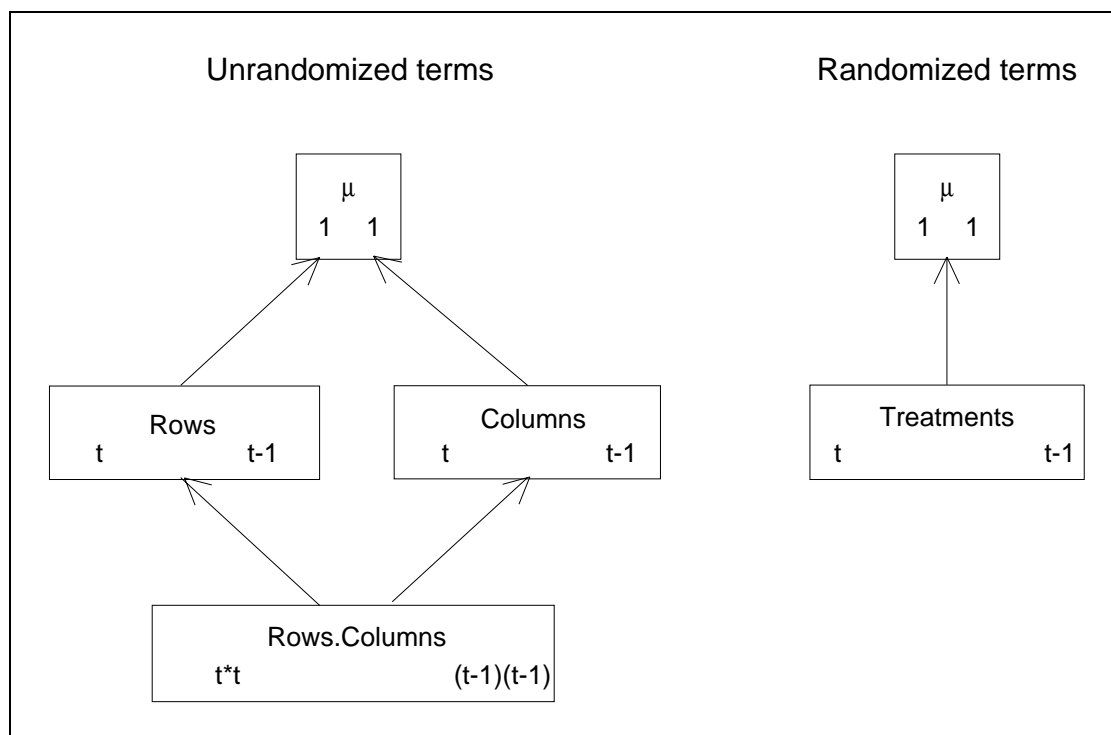 Unrandomized terms
Randomized terms
μ
1 1
μ
1 1
Rows
t t-1
Columns
t t-1
Treatments
t t-1
Rows.Columns
t*t (t-1)(t-1)